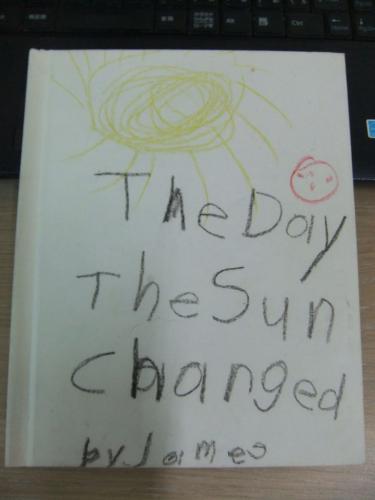 The Day
The Sun
Changed
by James